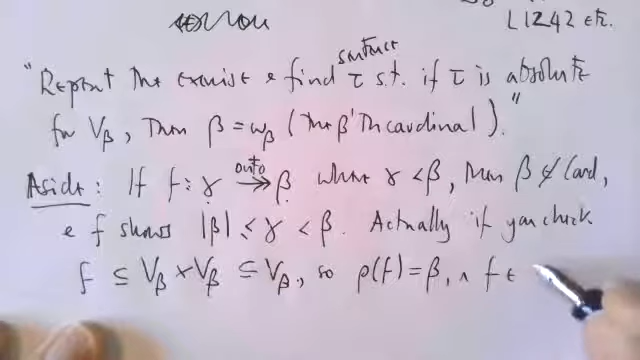 L1242 etc.
"Repeat the exercise & find sentence τ s.t. if τ is absolute
for V_β, then β = ω_β (the β'th cardinal)."
Aside: If f : γ onto ↠ β where γ < β, then β ∉ Card,
& f shows |β| ≤ γ < β. Actually if you check
f ⊆ V_β × V_β ⊆ V_β, so ρ(f) = β, ∧ f ∈